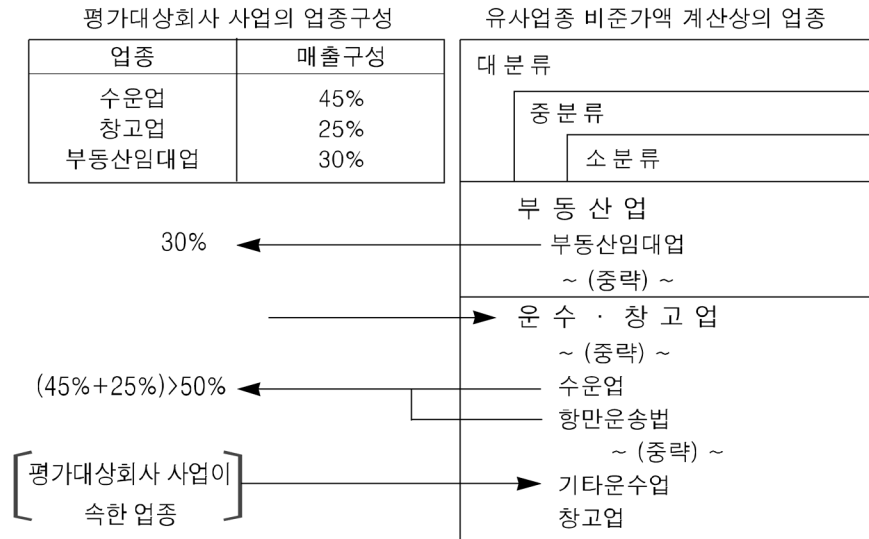 평가대상회사 사업의 업종구성
업종 매출구성
수운업 45%
창고업 25%
부동산임대업 30%
30%
(45%+25%)>50%
평가대상회사 사업이
속한 업종
유사업종 비준가액 계산상의 업종
대분류
중분류
소분류
부동산업
부동산임대업
~ (중략) ~
운수 · 창고업
~ (중략) ~
수운업
항만운송법
~ (중략) ~
기타운수업
창고업